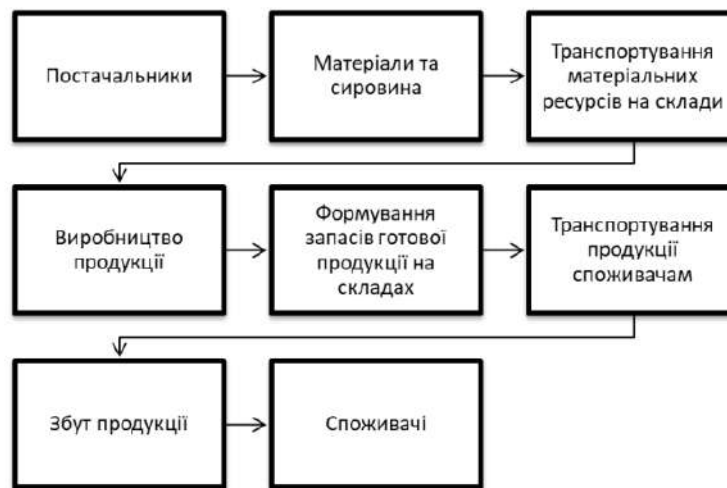 Постачальники
Матеріали та
сировина
Транспортування
матеріальних
ресурсів на склади
Виробництво
продукції
Формування
запасів готової
продукції на
складах
Транспортування
продукції
споживачам
Збут продукції
Споживачі